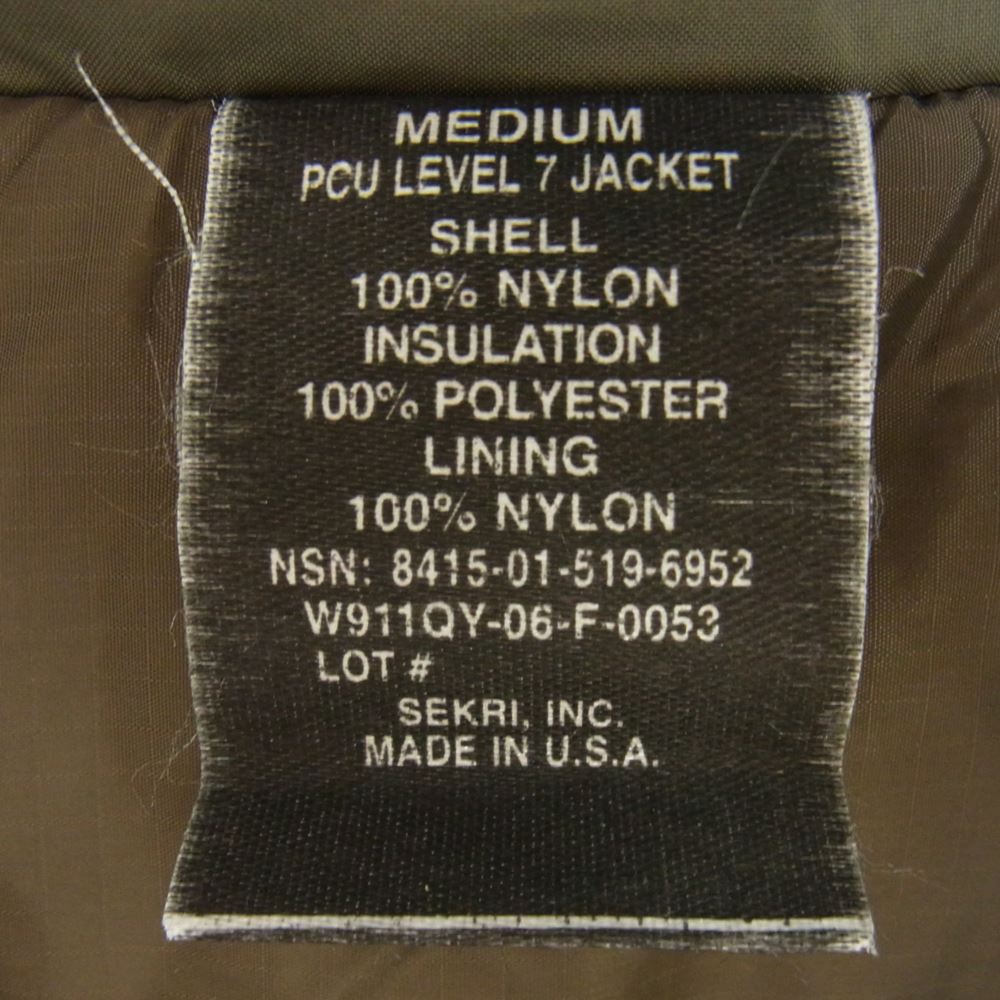 MEDIUM
PCU LEVEL 7 JACKET
SHELL
100% NYLON
INSULATION
100% POLYESTER
LINING
100% NYLON
NSN: 8415-01-519-6952
W911QY-06-F-0053
LOT #
SEKRI, INC.
MADE IN U.S.A.